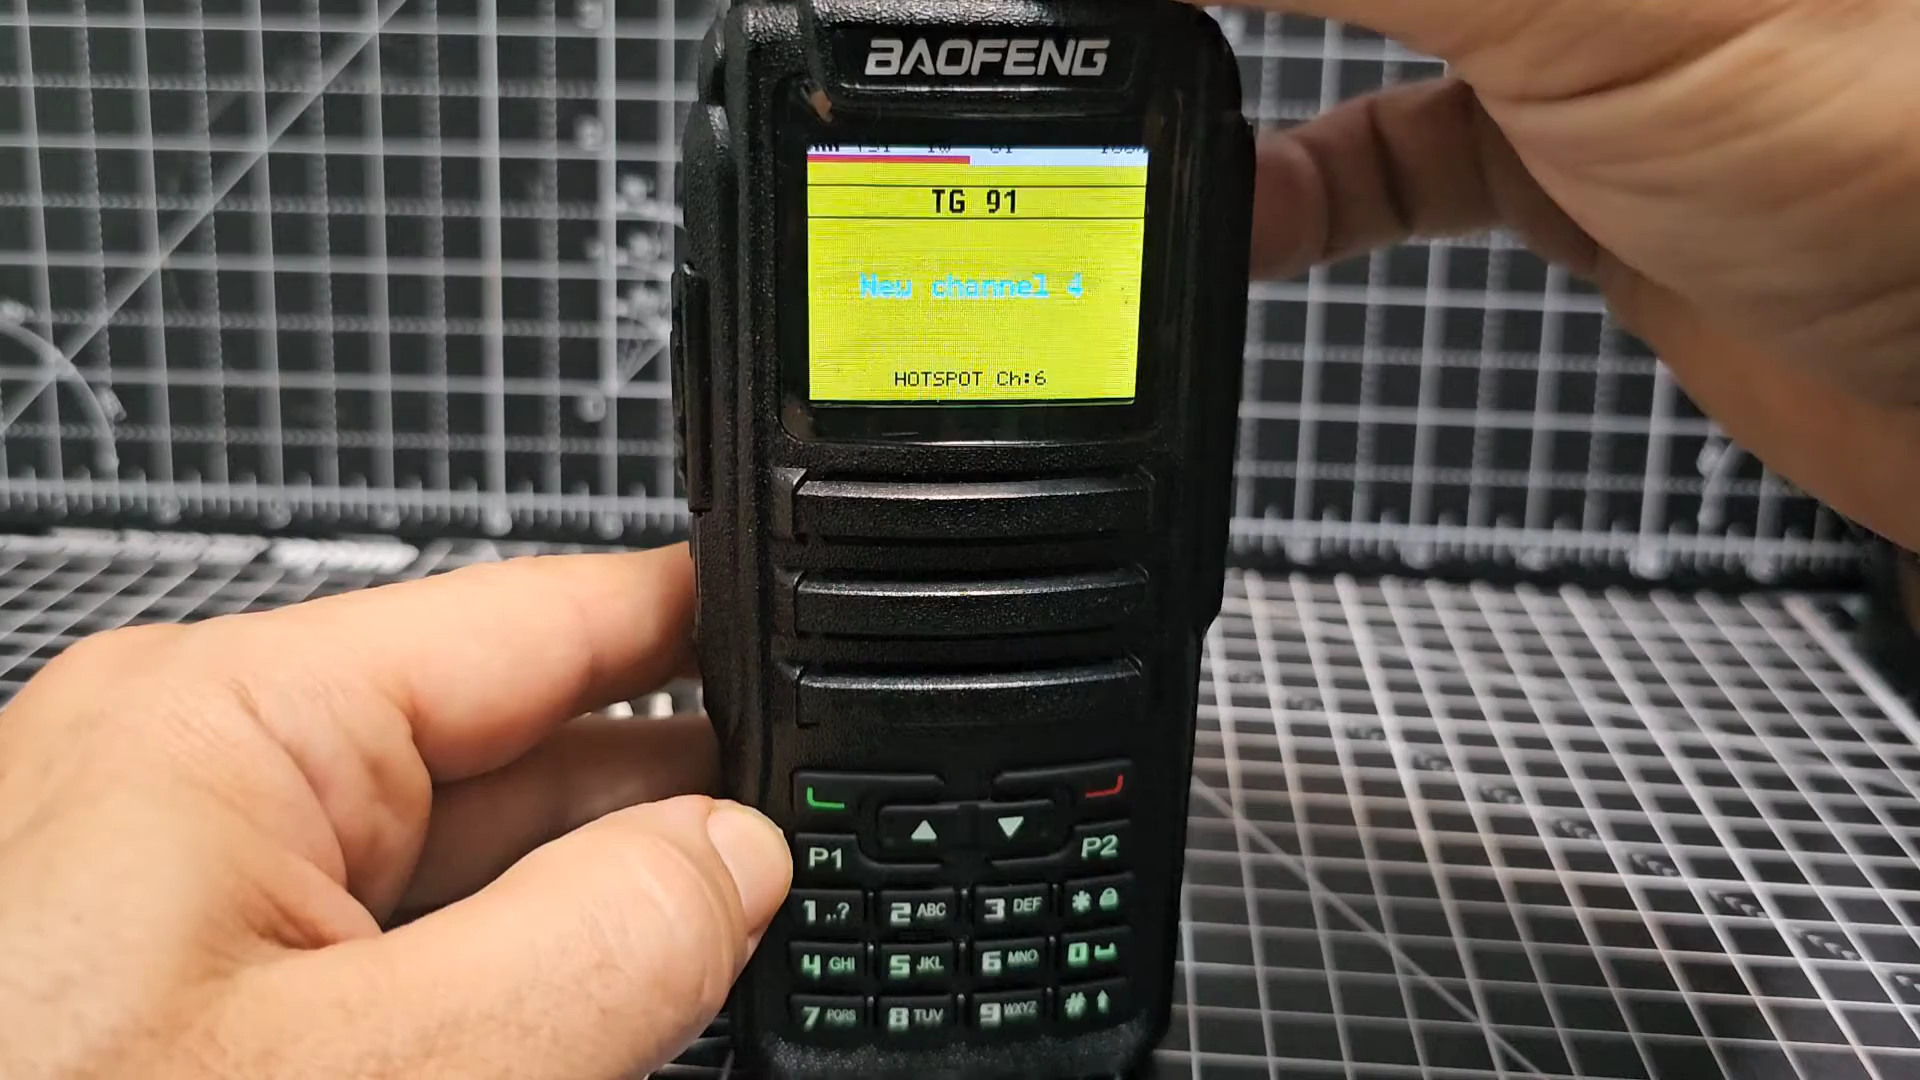 BAOFENG
TG 91
New channel 4
HOTSPOT Ch:6
P1
P2
1 ,.?
2 ABC
3 DEF
*
4 GHI
5 JKL
6 MNO
0
7 PQRS
8 TUV
9 WXYZ
#